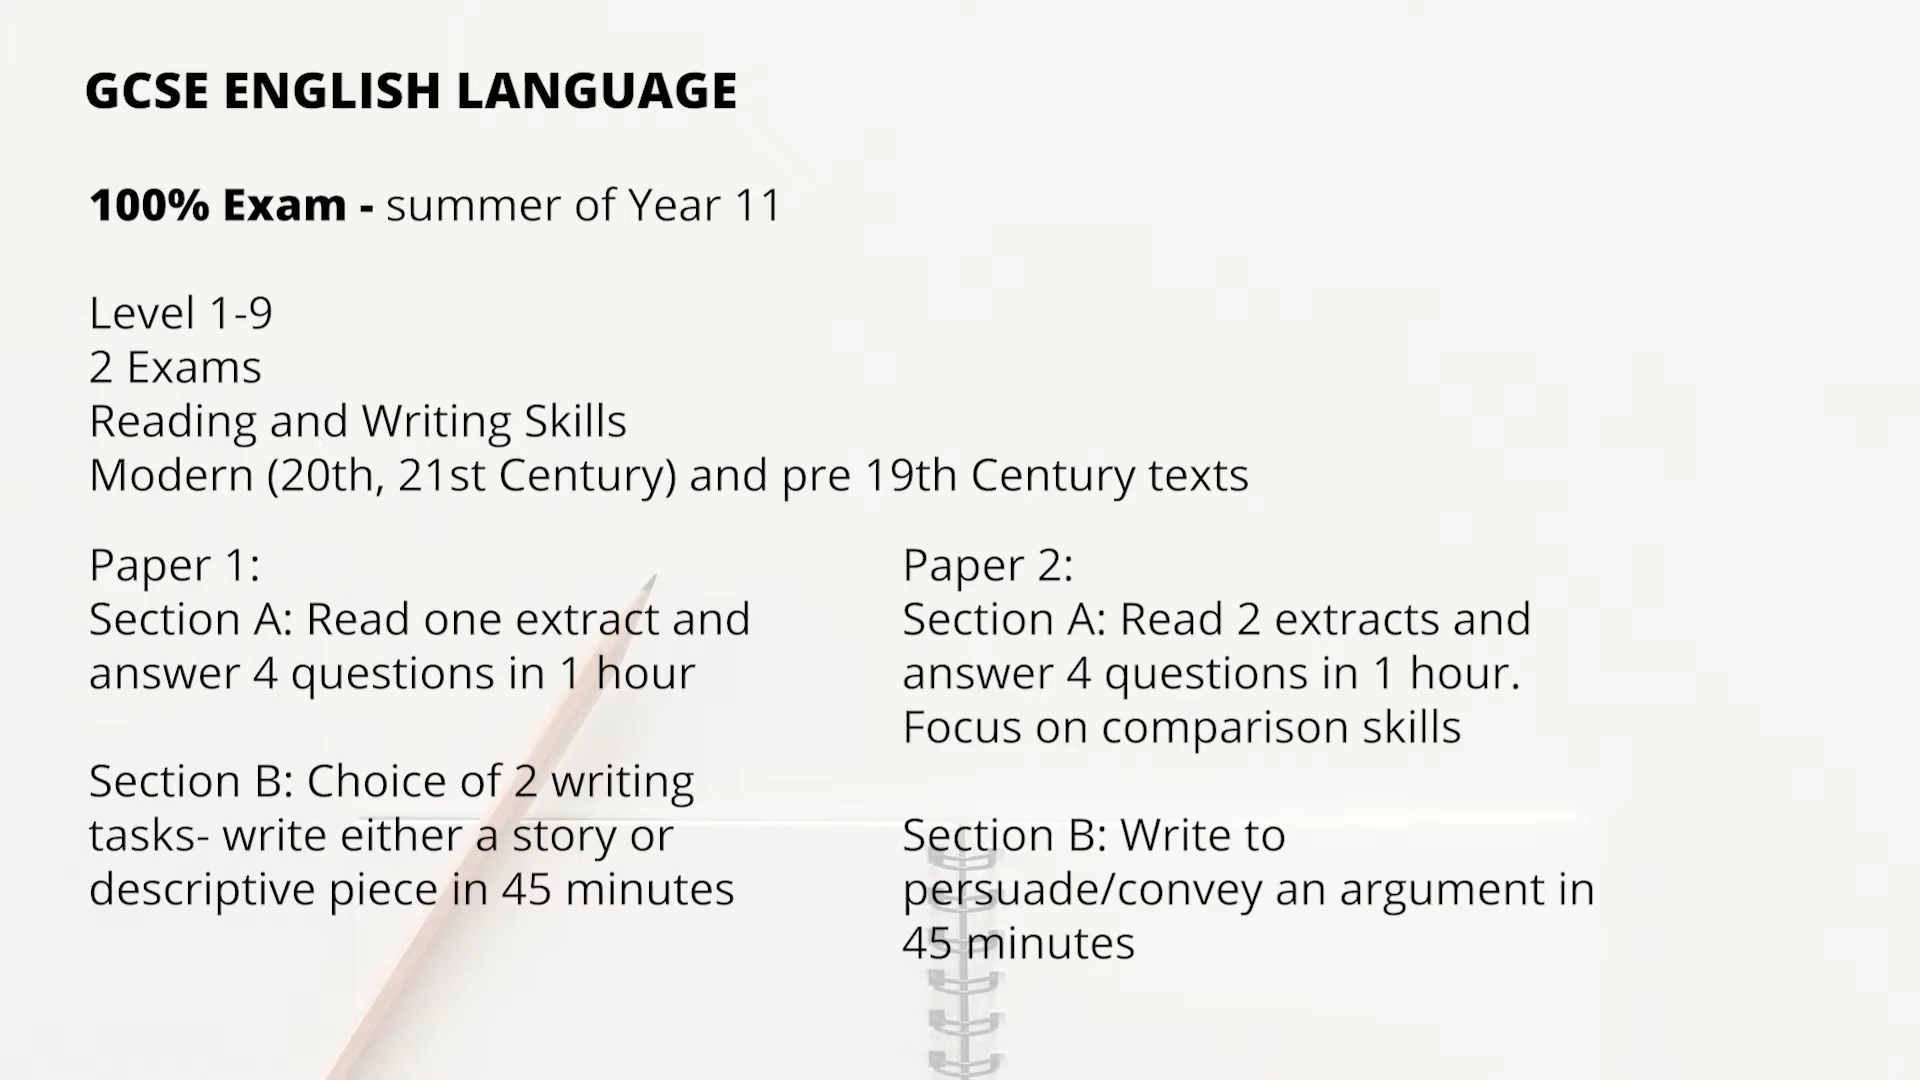 GCSE ENGLISH LANGUAGE
100% Exam - summer of Year 11
Level 1-9
2 Exams
Reading and Writing Skills
Modern (20th, 21st Century) and pre 19th Century texts
Paper 1:
Section A: Read one extract and
answer 4 questions in 1 hour
Section B: Choice of 2 writing
tasks- write either a story or
descriptive piece in 45 minutes
Paper 2:
Section A: Read 2 extracts and
answer 4 questions in 1 hour.
Focus on comparison skills
Section B: Write to
persuade/convey an argument in
45 minutes